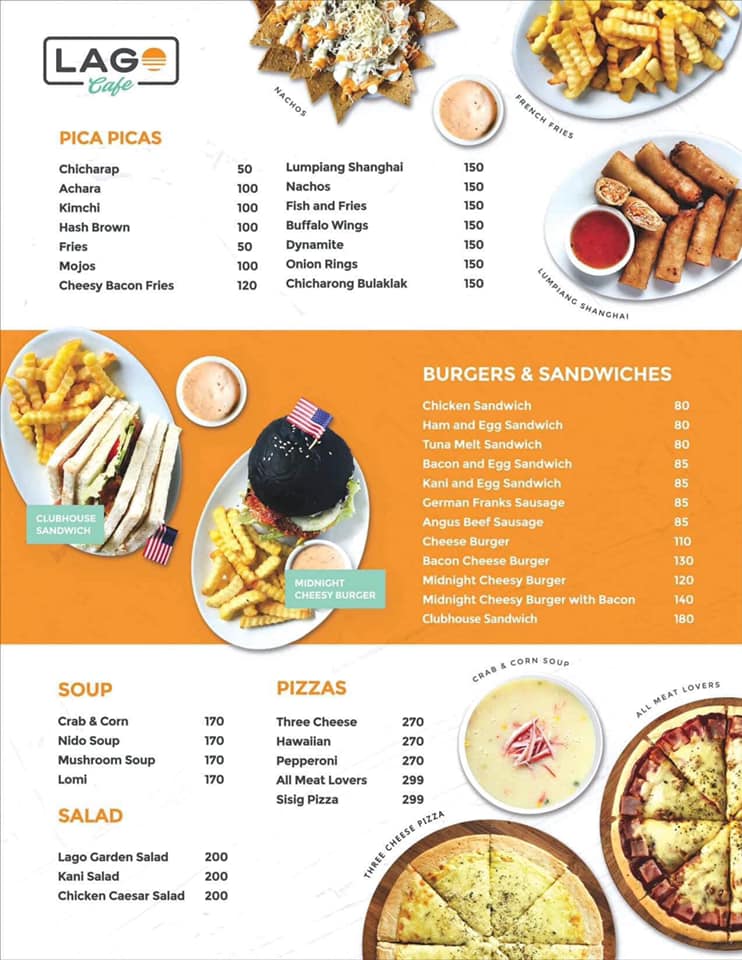 LAGO
Cafe
NACHOS
FRENCH FRIES
LUMPIANG SHANGHAI
PICA PICAS
Chicharap 50
Achara 100
Kimchi 100
Hash Brown 100
Fries 50
Mojos 100
Cheesy Bacon Fries 120
Lumpiang Shanghai 150
Nachos 150
Fish and Fries 150
Buffalo Wings 150
Dynamite 150
Onion Rings 150
Chicharong Bulaklak 150
CLUBHOUSE
SANDWICH
MIDNIGHT
CHEESY BURGER
BURGERS & SANDWICHES
Chicken Sandwich 80
Ham and Egg Sandwich 80
Tuna Melt Sandwich 80
Bacon and Egg Sandwich 85
Kani and Egg Sandwich 85
German Franks Sausage 85
Angus Beef Sausage 85
Cheese Burger 110
Bacon Cheese Burger 130
Midnight Cheesy Burger 120
Midnight Cheesy Burger with Bacon 140
Clubhouse Sandwich 180
SOUP
Crab & Corn 170
Nido Soup 170
Mushroom Soup 170
Lomi 170
SALAD
Lago Garden Salad 200
Kani Salad 200
Chicken Caesar Salad 200
PIZZAS
Three Cheese 270
Hawaiian 270
Pepperoni 270
All Meat Lovers 299
Sisig Pizza 299
CRAB & CORN SOUP
ALL MEAT LOVERS
THREE CHEESE PIZZA